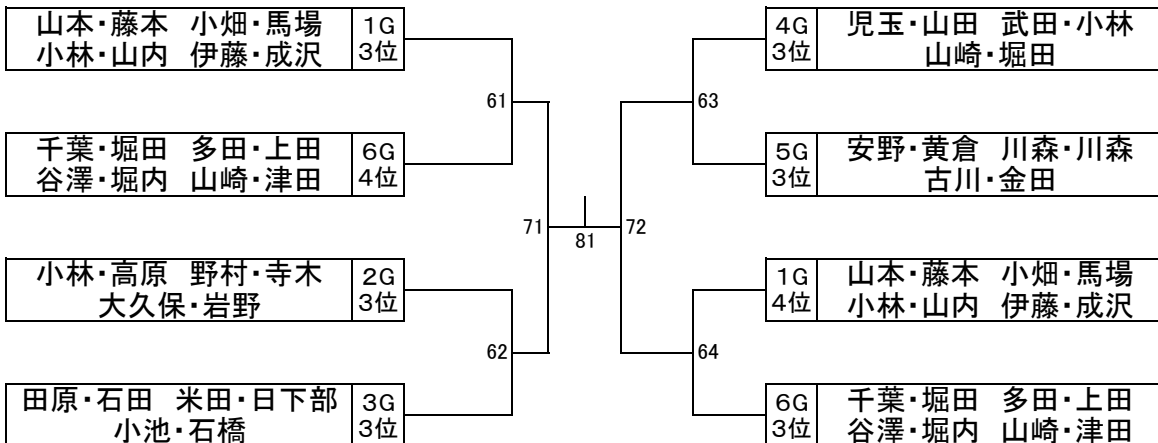 山本・藤本 小畑・馬場 1G
小林・山内 伊藤・成沢 3位
61
千葉・堀田 多田・上田 6G
谷澤・堀内 山崎・津田 4位
71
小林・高原 野村・寺木 2G
大久保・岩野 3位
62
田原・石田 米田・日下部 3G
小池・石橋 3位
81
4G 児玉・山田 武田・小林
3位 山崎・堀田
63
5G 安野・黄倉 川森・川森
3位 古川・金田
72
1G 山本・藤本 小畑・馬場
4位 小林・山内 伊藤・成沢
64
6G 千葉・堀田 多田・上田
3位 谷澤・堀内 山崎・津田